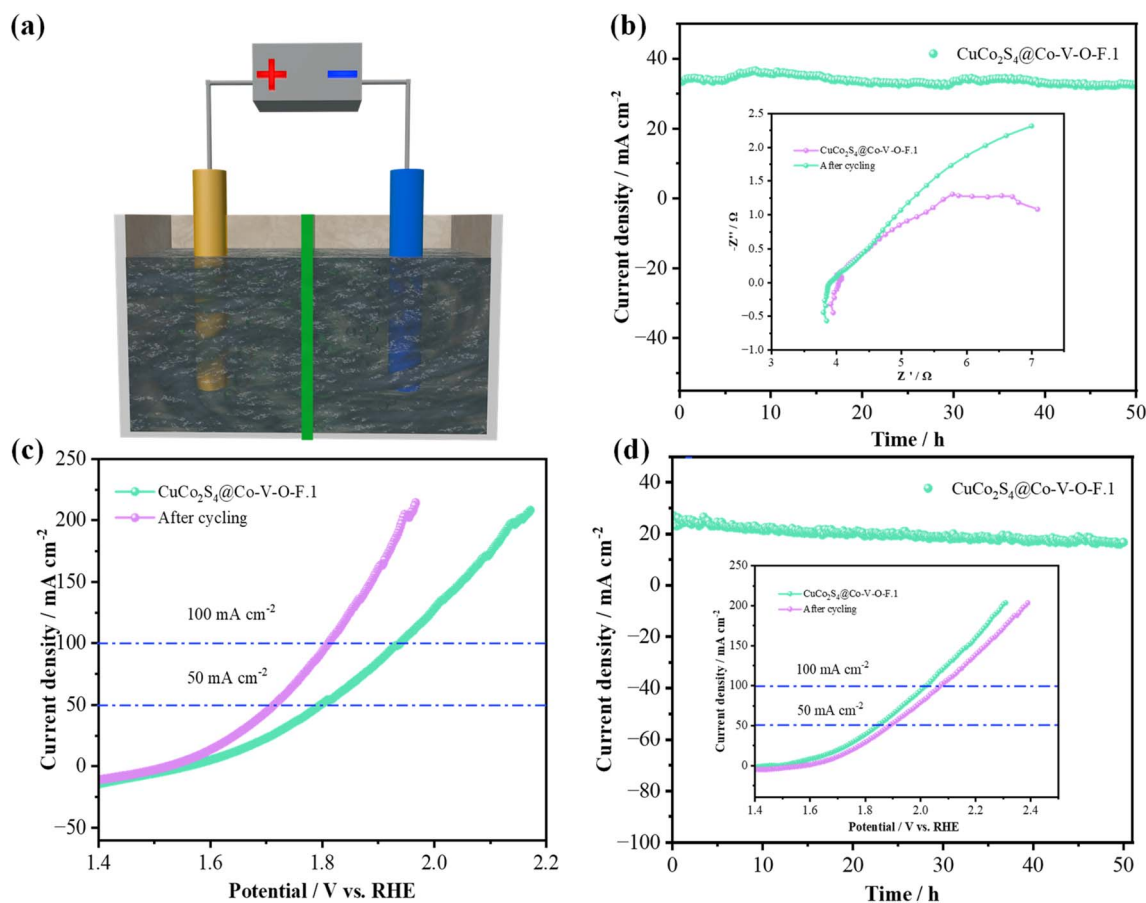 (a)
+
−
(b)
40
20
0
−20
−40
Current density / mA cm⁻²
CuCo₂S₄@Co-V-O-F.1
2.5
2.0
1.5
1.0
0.5
0.0
−0.5
−1.0
-Z'' / Ω
CuCo₂S₄@Co-V-O-F.1
After cycling
3 4 5 6 7
Z ' / Ω
0 10 20 30 40 50
Time / h
(c)
250
200
150
100
50
0
−50
Current density / mA cm⁻²
CuCo₂S₄@Co-V-O-F.1
After cycling
100 mA cm⁻²
50 mA cm⁻²
1.4 1.6 1.8 2.0 2.2
Potential / V vs. RHE
(d)
40
20
0
−20
−40
−60
−80
−100
Current density / mA cm⁻²
CuCo₂S₄@Co-V-O-F.1
250
200
150
100
50
0
Current density / mA cm⁻²
CuCo₂S₄@Co-V-O-F.1
After cycling
100 mA cm⁻²
50 mA cm⁻²
1.4 1.6 1.8 2.0 2.2 2.4
Potential / V vs. RHE
0 10 20 30 40 50
Time / h